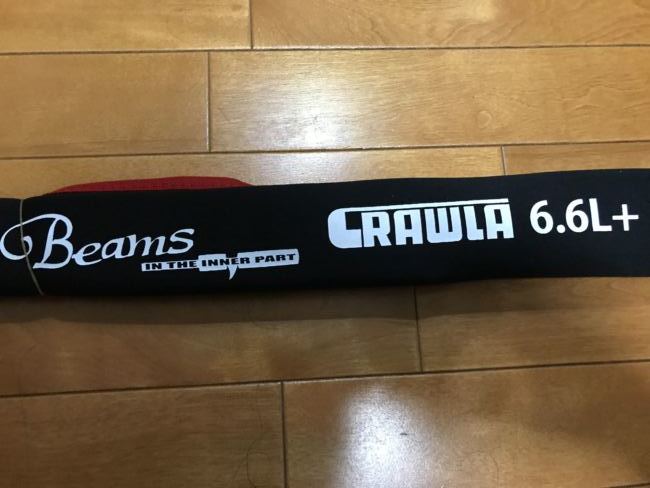 Beams
IN THE INNER PART
CRAWLA 6.6L+